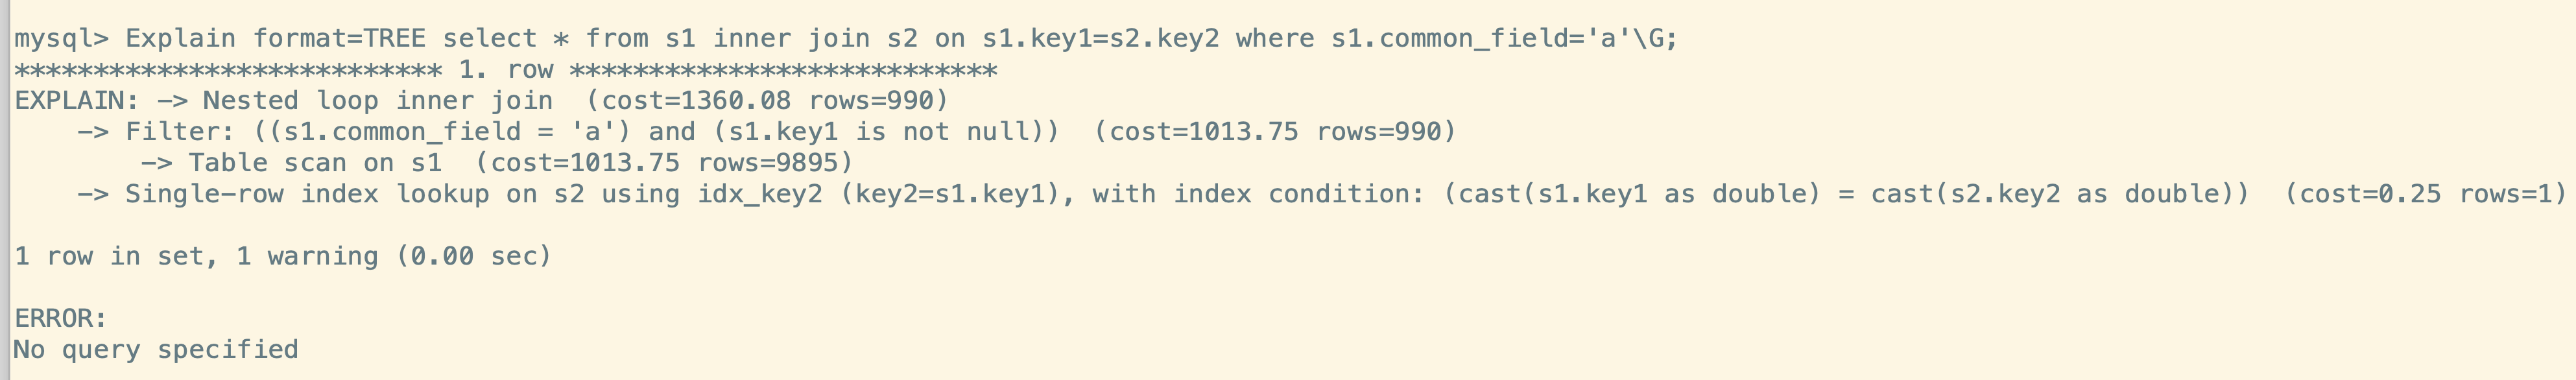 mysql> Explain format=TREE select * from s1 inner join s2 on s1.key1=s2.key2 where s1.common_field='a'\G;
*************************** 1. row ***************************
EXPLAIN: -> Nested loop inner join  (cost=1360.08 rows=990)
    -> Filter: ((s1.common_field = 'a') and (s1.key1 is not null))  (cost=1013.75 rows=990)
        -> Table scan on s1  (cost=1013.75 rows=9895)
    -> Single-row index lookup on s2 using idx_key2 (key2=s1.key1), with index condition: (cast(s1.key1 as double) = cast(s2.key2 as double))  (cost=0.25 rows=1)
1 row in set, 1 warning (0.00 sec)
ERROR:
No query specified